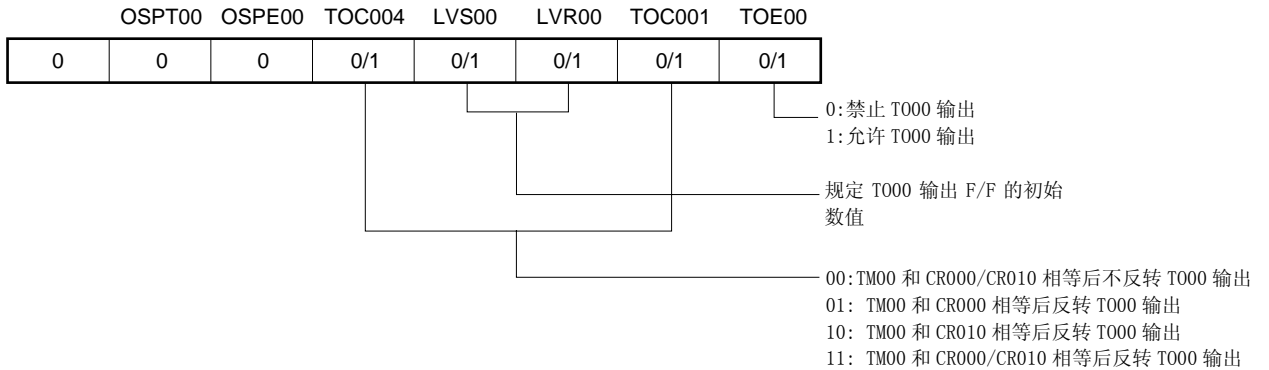 OSPT00 OSPE00 TOC004 LVS00 LVR00 TOC001 TOE00
0 0 0 0/1 0/1 0/1 0/1 0/1
0:禁止 TO00 输出
1:允许 TO00 输出
规定 TO00 输出 F/F 的初始
数值
00:TM00 和 CR000/CR010 相等后不反转 TO00 输出
01: TM00 和 CR000 相等后反转 TO00 输出
10: TM00 和 CR010 相等后反转 TO00 输出
11: TM00 和 CR000/CR010 相等后反转 TO00 输出